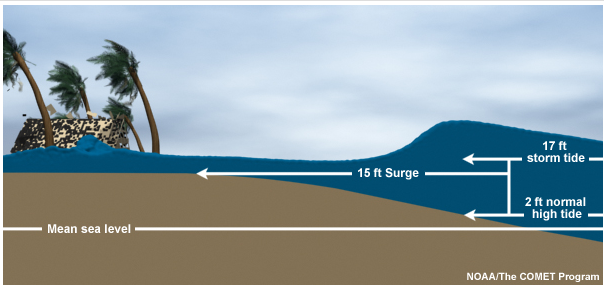 17 ft
storm tide
15 ft Surge
2 ft normal
high tide
Mean sea level
NOAA/The COMET Program